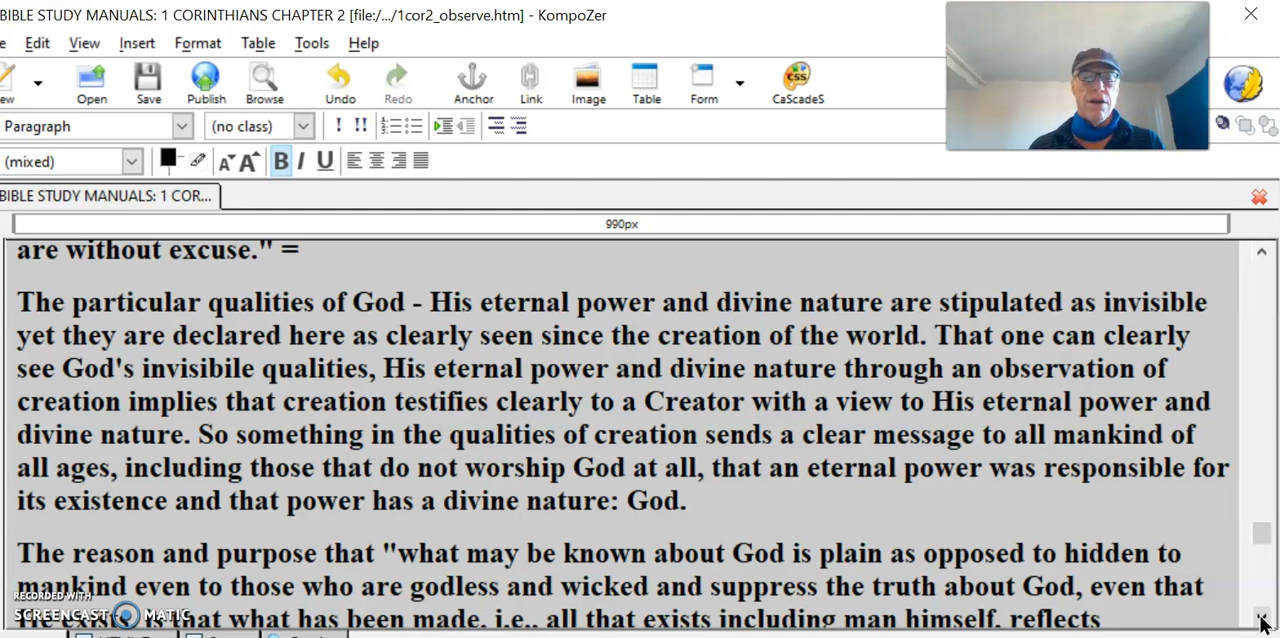 BIBLE STUDY MANUALS: 1 CORINTHIANS CHAPTER 2 [file:/.../1cor2_observe.htm] - KompoZer
e Edit View Insert Format Table Tools Help
ew Open Save Publish Browse Undo Redo Anchor Link Image Table Form CaScadeS
CSS
Paragraph (no class) ! !!
(mixed) A A B I U
BIBLE STUDY MANUALS: 1 COR...
990px
are without excuse." =
The particular qualities of God - His eternal power and divine nature are stipulated as invisible
yet they are declared here as clearly seen since the creation of the world. That one can clearly
see God's invisibile qualities, His eternal power and divine nature through an observation of
creation implies that creation testifies clearly to a Creator with a view to His eternal power and
divine nature. So something in the qualities of creation sends a clear message to all mankind of
all ages, including those that do not worship God at all, that an eternal power was responsible for
its existence and that power has a divine nature: God.
The reason and purpose that "what may be known about God is plain as opposed to hidden to
mankind even to those who are godless and wicked and suppress the truth about God, even that
hat what has been made, i.e., all that exists including man himself, reflects
RECORDED WITH
SCREENCAST MATIC